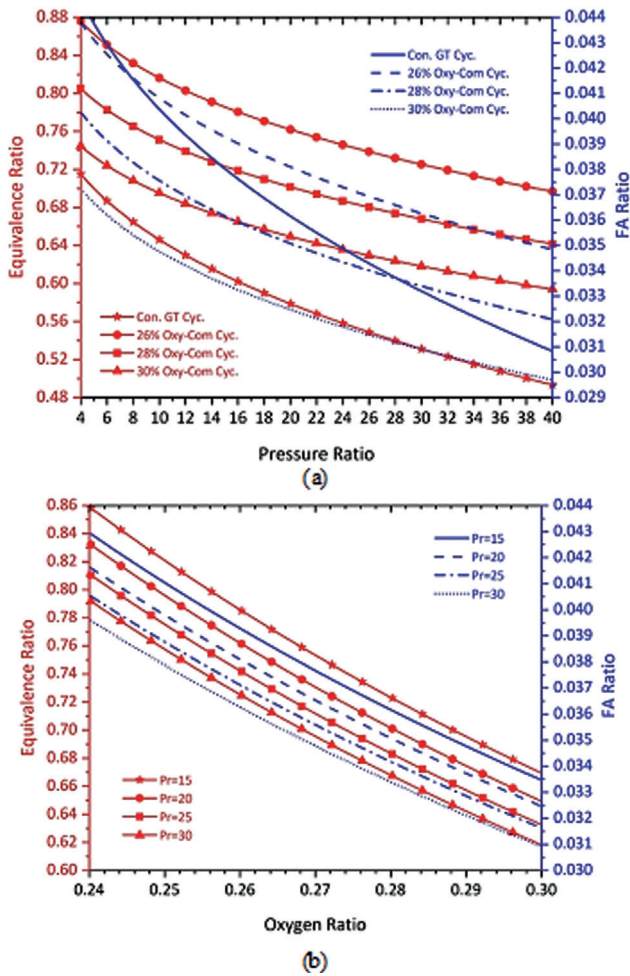 0.88
0.84
0.80
0.76
0.72
0.68
0.64
0.60
0.56
0.52
0.48
Equivalence Ratio
Con. GT Cyc.
26% Oxy-Com Cyc.
28% Oxy-Com Cyc.
30% Oxy-Com Cyc.
Con. GT Cyc.
26% Oxy-Com Cyc.
28% Oxy-Com Cyc.
30% Oxy-Com Cyc.
0.044
0.043
0.042
0.041
0.040
0.039
0.038
0.037
0.036
0.035
0.034
0.033
0.032
0.031
0.030
0.029
FA Ratio
4 6 8 10 12 14 16 18 20 22 24 26 28 30 32 34 36 38 40
Pressure Ratio
(a)
0.86
0.84
0.82
0.80
0.78
0.76
0.74
0.72
0.70
0.68
0.66
0.64
0.62
0.60
Equivalence Ratio
Pr=15
Pr=20
Pr=25
Pr=30
Pr=15
Pr=20
Pr=25
Pr=30
0.044
0.043
0.042
0.041
0.040
0.039
0.038
0.037
0.036
0.035
0.034
0.033
0.032
0.031
0.030
FA Ratio
0.24 0.25 0.26 0.27 0.28 0.29 0.30
Oxygen Ratio
(b)